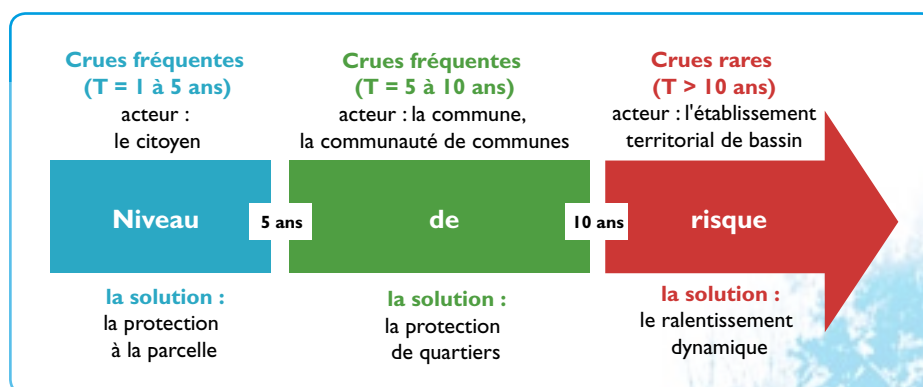 Crues fréquentes
(T = 1 à 5 ans)
acteur :
le citoyen
Crues fréquentes
(T = 5 à 10 ans)
acteur : la commune,
la communauté de communes
Crues rares
(T > 10 ans)
acteur : l'établissement
territorial de bassin
Niveau
5 ans
de
10 ans
risque
la solution :
la protection
à la parcelle
la solution :
la protection
de quartiers
la solution :
le ralentissement
dynamique